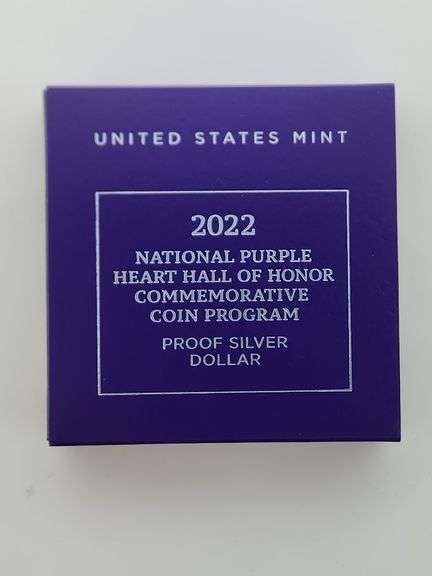 UNITED STATES MINT
2022
NATIONAL PURPLE
HEART HALL OF HONOR
COMMEMORATIVE
COIN PROGRAM
PROOF SILVER
DOLLAR